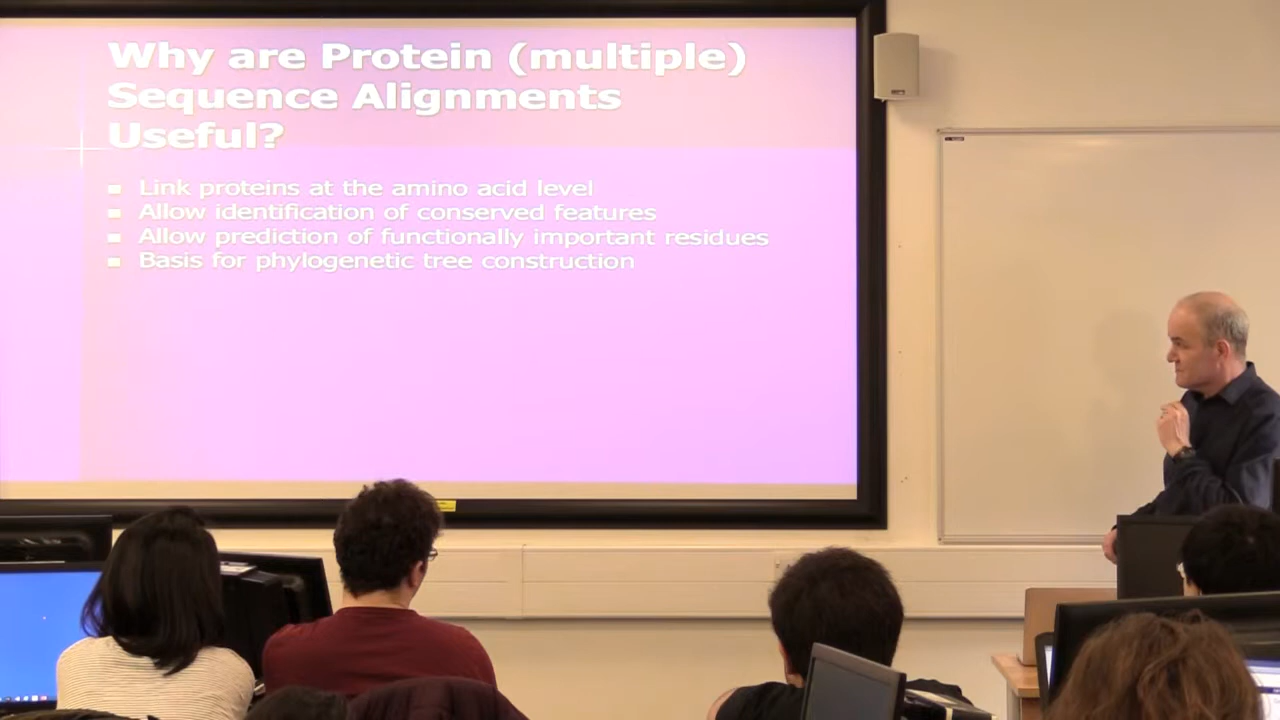 Why are Protein (multiple)
Sequence Alignments
Useful?
Link proteins at the amino acid level
Allow identification of conserved features
Allow prediction of functionally important residues
Basis for phylogenetic tree construction